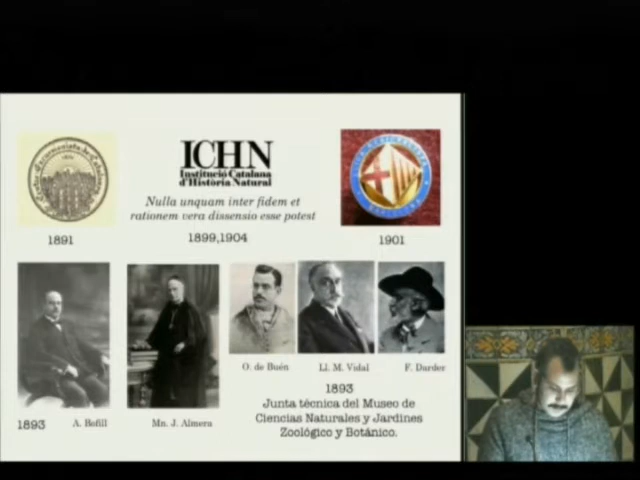 ICHN
Institució Catalana
d'Història Natural
Nulla unquam inter fidem et
rationem vera dissensio esse potest
1891
1899,1904
1901
O. de Buén
Ll. M. Vidal
F. Darder
1893
A. Bofill
Mn. J. Almera
1893
Junta técnica del Museo de
Ciencias Naturales y Jardines
Zoológico y Botánico.